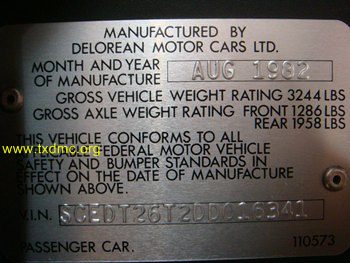 MANUFACTURED BY
DELOREAN MOTOR CARS LTD.
MONTH AND YEAR
OF MANUFACTURE AUG 1982
GROSS VEHICLE WEIGHT RATING 3244 LBS
GROSS AXLE WEIGHT RATING FRONT 1286 LBS
REAR 1958 LBS
THIS VEHICLE CONFORMS TO ALL
www.txdmc.org FEDERAL MOTOR VEHICLE
SAFETY AND BUMPER STANDARDS IN
EFFECT ON THE DATE OF MANUFACTURE
SHOWN ABOVE.
V.I.N. SCEDT26T2DD016341
PASSENGER CAR. 110573